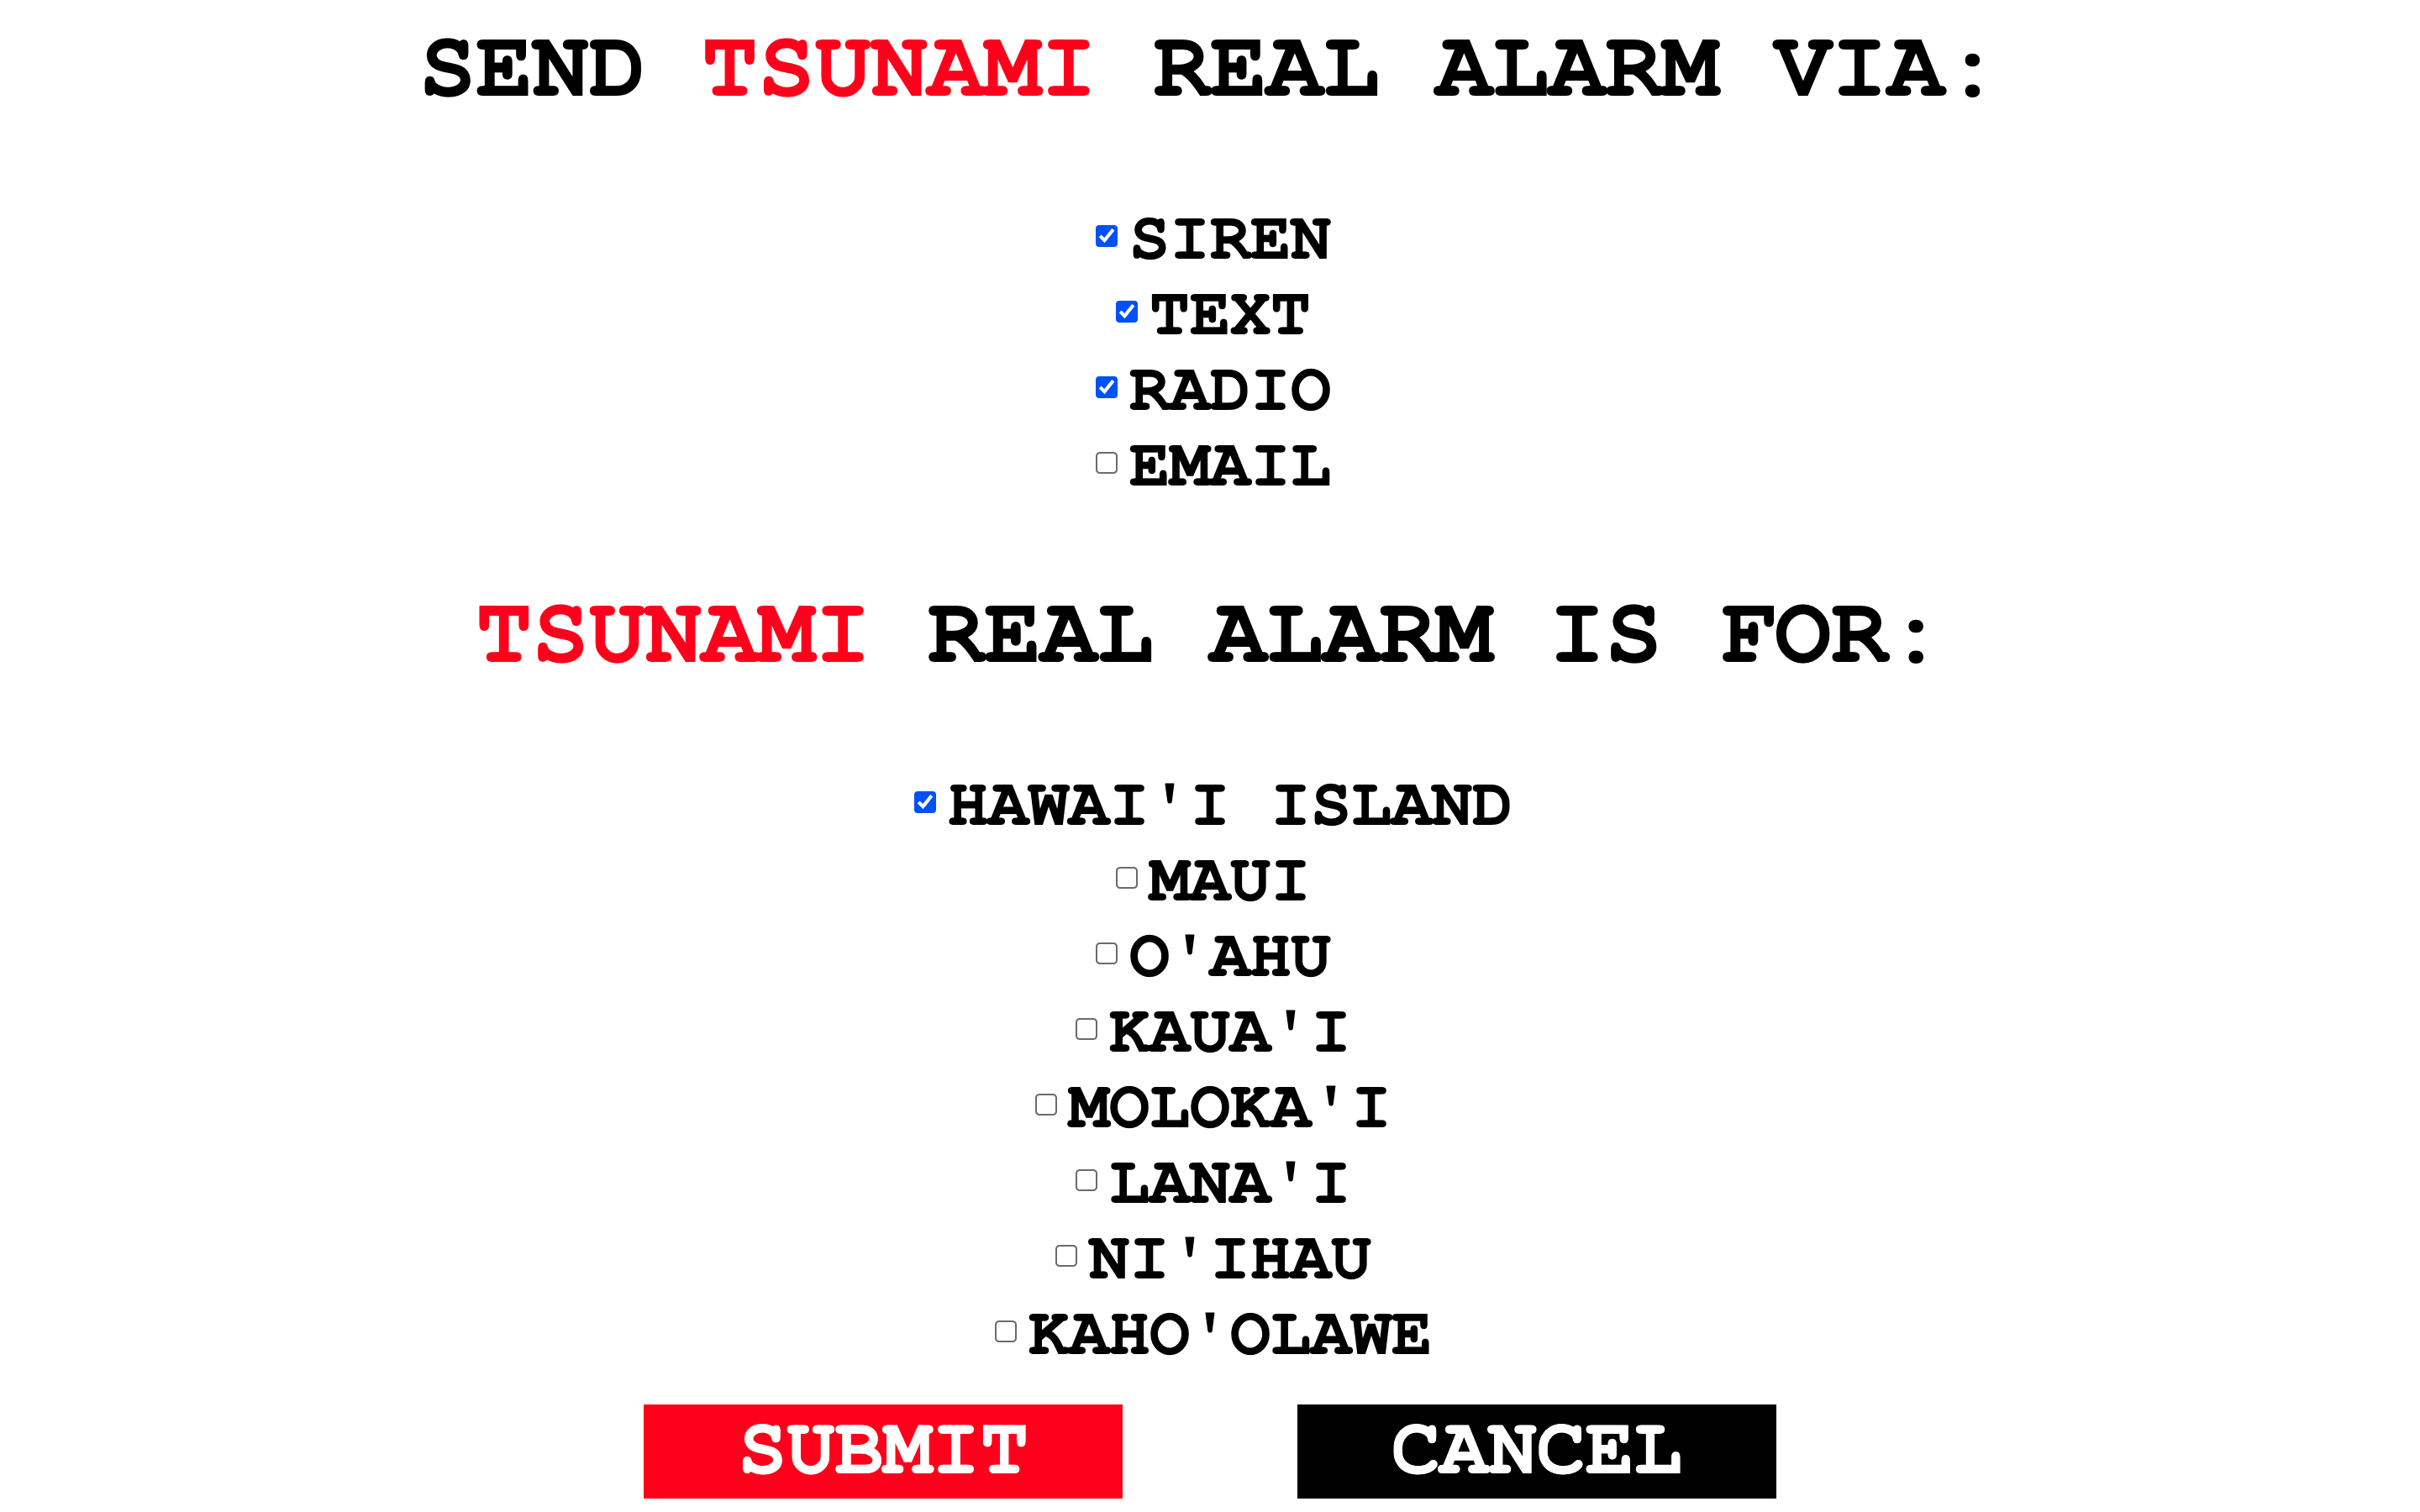 SEND TSUNAMI REAL ALARM VIA:
SIREN
TEXT
RADIO
EMAIL
TSUNAMI REAL ALARM IS FOR:
HAWAI'I ISLAND
MAUI
O'AHU
KAUA'I
MOLOKA'I
LANA'I
NI'IHAU
KAHO'OLAWE
SUBMIT CANCEL